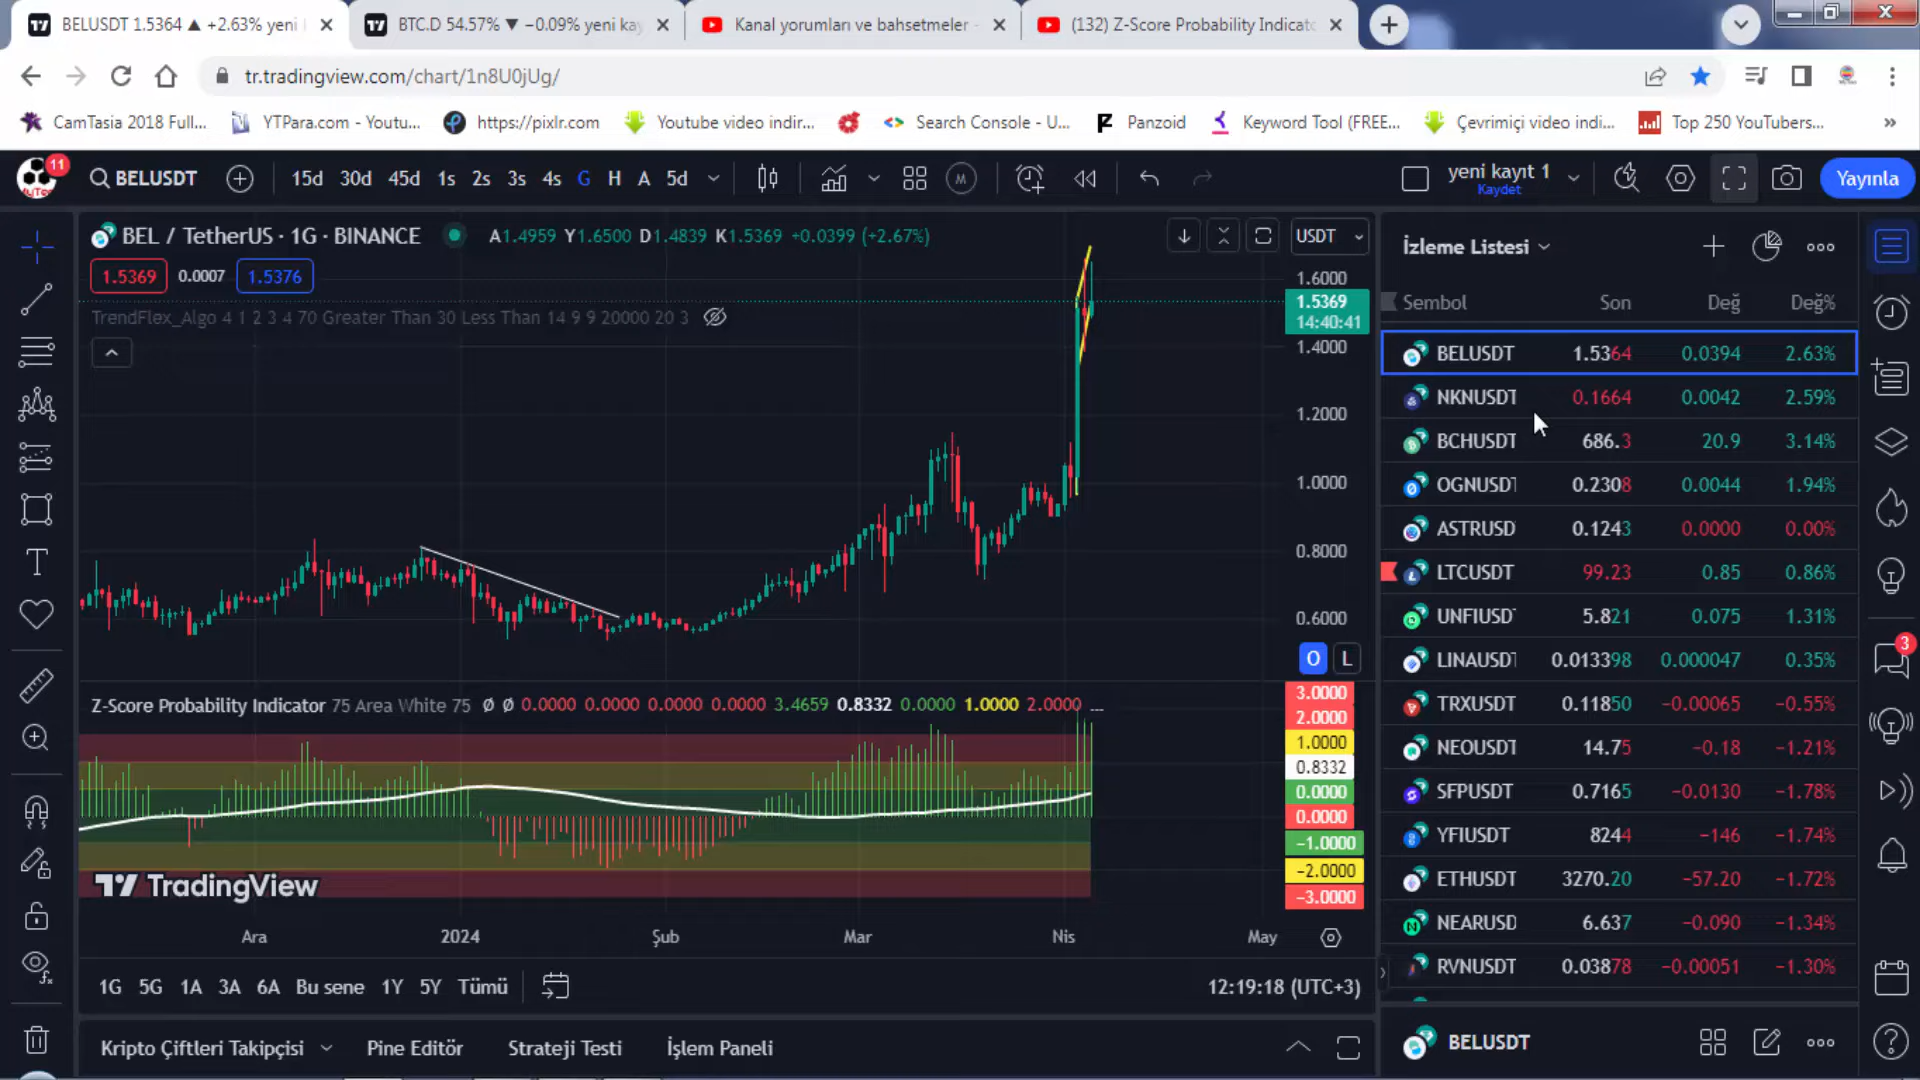 BELUSDT 1.5364 ▲ +2.63% yeni
BTC.D 54.57% ▼ −0.09% yeni kay
Kanal yorumları ve bahsetmeler -
(132) Z-Score Probability Indicato
tr.tradingview.com/chart/1n8U0jUg/
CamTasia 2018 Full...
YTPara.com - Youtu...
https://pixlr.com
Youtube video indir...
Search Console - U...
Panzoid
Keyword Tool (FREE...
Çevrimiçi video indi...
Top 250 YouTubers...
»
11
BELUSDT
15d 30d 45d 1s 2s 3s 4s G H A 5d
M
yeni kayıt 1
Kaydet
Yayınla
BEL / TetherUS · 1G · BINANCE
A1.4959 Y1.6500 D1.4839 K1.5369 +0.0399 (+2.67%)
USDT
1.5369 0.0007 1.5376
TrendFlex_Algo 4 1 2 3 4 70 Greater Than 30 Less Than 14 9 9 20000 20 3
1.6000
1.5369
14:40:41
1.4000
1.2000
1.0000
0.8000
0.6000
O L
Z-Score Probability Indicator 75 Area White 75 Ø Ø 0.0000 0.0000 0.0000 0.0000 3.4659 0.8332 0.0000 1.0000 2.0000 ...
3.0000
2.0000
1.0000
0.8332
0.0000
0.0000
−1.0000
−2.0000
−3.0000
TradingView
Ara 2024 Şub Mar Nis May
1G 5G 1A 3A 6A Bu sene 1Y 5Y Tümü
12:19:18 (UTC+3)
Kripto Çiftleri Takipçisi Pine Editör Strateji Testi İşlem Paneli
İzleme Listesi
Sembol Son Değ Değ%
BELUSDT 1.5364 0.0394 2.63%
NKNUSDT 0.1664 0.0042 2.59%
BCHUSDT 686.3 20.9 3.14%
OGNUSDT 0.2308 0.0044 1.94%
ASTRUSD 0.1243 0.0000 0.00%
LTCUSDT 99.23 0.85 0.86%
UNFIUSDT 5.821 0.075 1.31%
LINAUSDT 0.013398 0.000047 0.35%
TRXUSDT 0.11850 −0.00065 −0.55%
NEOUSDT 14.75 −0.18 −1.21%
SFPUSDT 0.7165 −0.0130 −1.78%
YFIUSDT 8244 −146 −1.74%
ETHUSDT 3270.20 −57.20 −1.72%
NEARUSD 6.637 −0.090 −1.34%
RVNUSDT 0.03878 −0.00051 −1.30%
BELUSDT
3